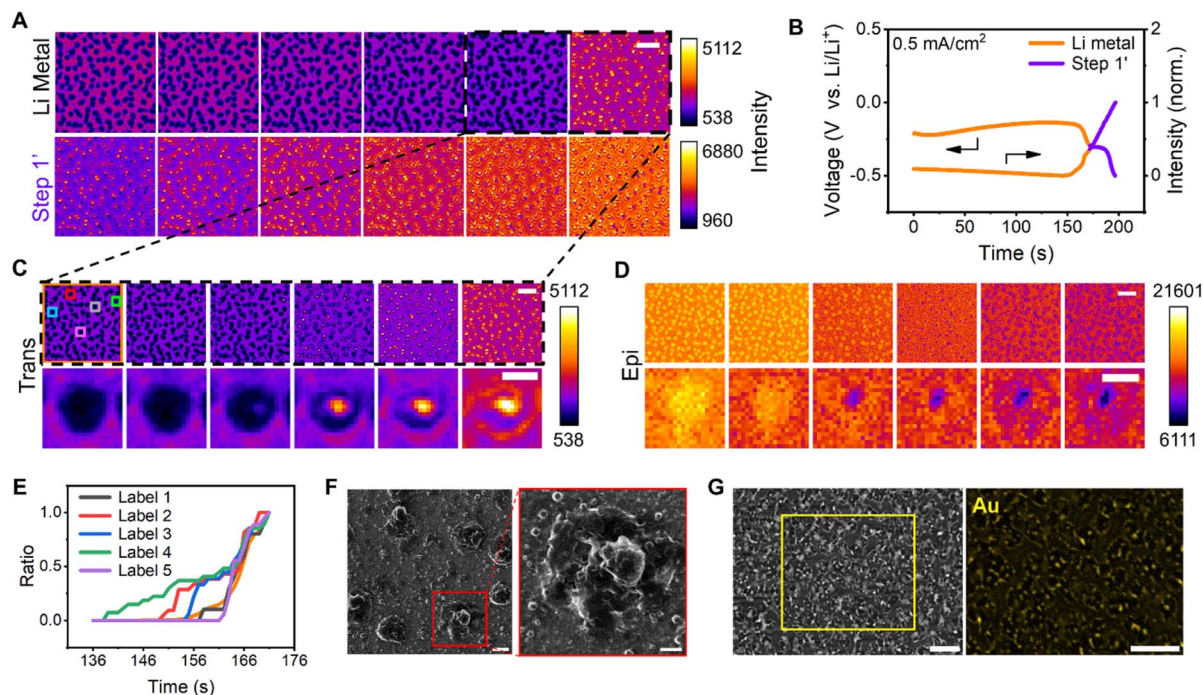 A
Li Metal
5112
538
Step 1'
6880
960
Intensity
B
0.5 mA/cm²
Li metal
Step 1'
Voltage (V vs. Li/Li⁺)
0.5
0.0
-0.5
Intensity (norm.)
2
1
0
0 50 100 150 200
Time (s)
C
Trans
5112
538
D
Epi
21601
6111
E
Label 1
Label 2
Label 3
Label 4
Label 5
Ratio
1.0
0.5
0.0
136 146 156 166 176
Time (s)
F
G
Au